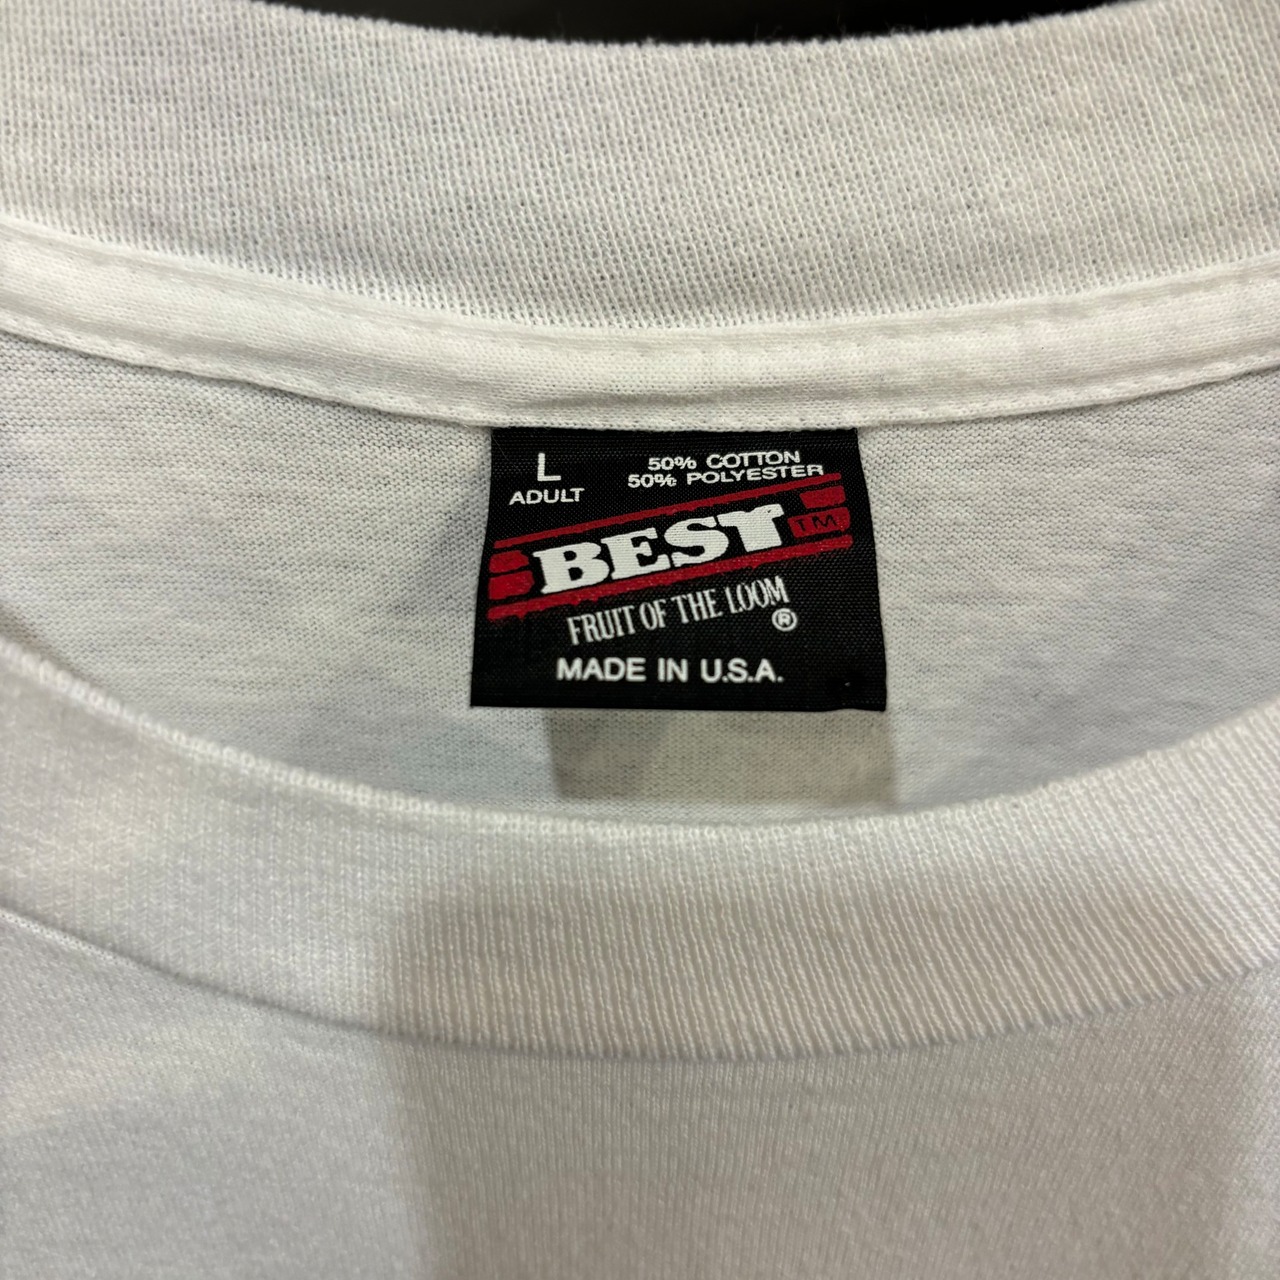 L
ADULT
50% COTTON
50% POLYESTER
BEST TM
FRUIT OF THE LOOM
®
MADE IN U.S.A.